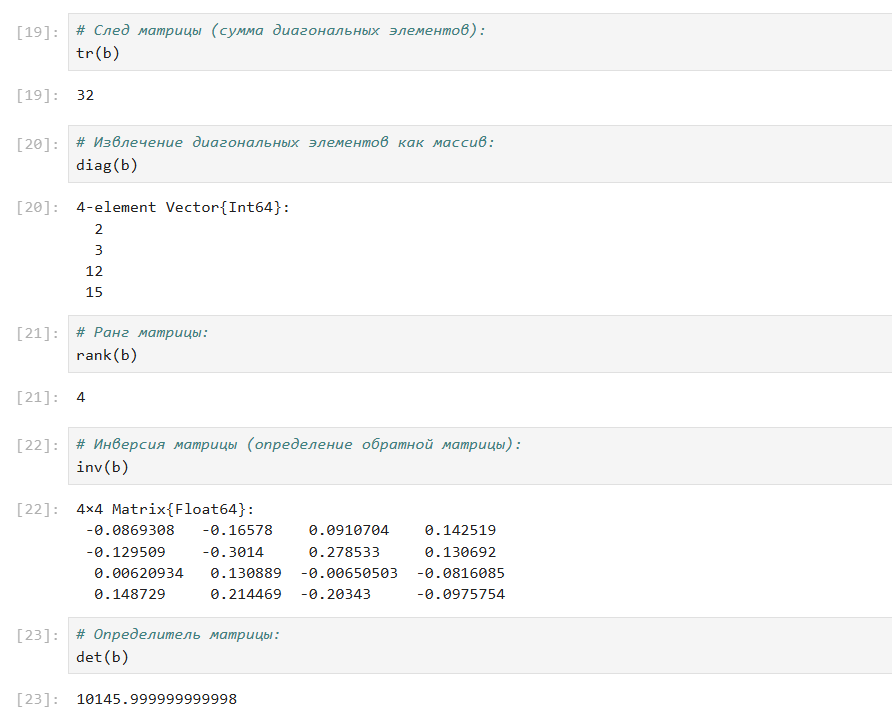 [19]: # След матрицы (сумма диагональных элементов):
tr(b)
[19]: 32
[20]: # Извлечение диагональных элементов как массив:
diag(b)
[20]: 4-element Vector{Int64}:
2
3
12
15
[21]: # Ранг матрицы:
rank(b)
[21]: 4
[22]: # Инверсия матрицы (определение обратной матрицы):
inv(b)
[22]: 4×4 Matrix{Float64}:
-0.0869308 -0.16578 0.0910704 0.142519
-0.129509 -0.3014 0.278533 0.130692
0.00620934 0.130889 -0.00650503 -0.0816085
0.148729 0.214469 -0.20343 -0.0975754
[23]: # Определитель матрицы:
det(b)
[23]: 10145.999999999998